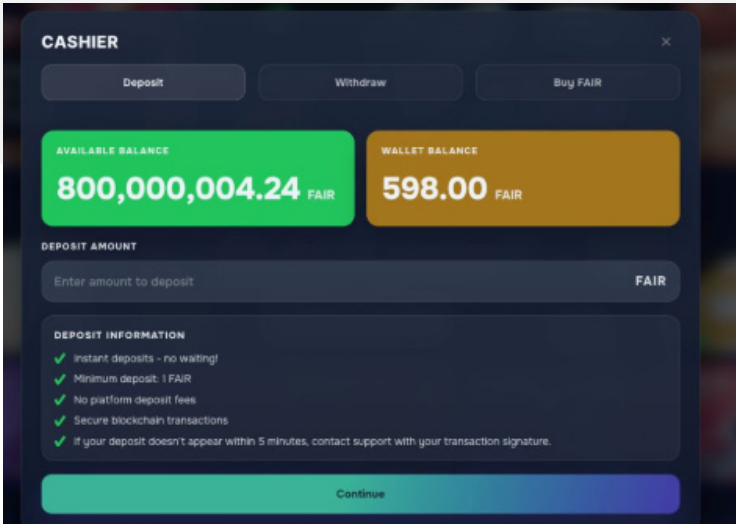 CASHIER
Deposit
Withdraw
Buy FAIR
AVAILABLE BALANCE
800,000,004.24 FAIR
WALLET BALANCE
598.00 FAIR
DEPOSIT AMOUNT
Enter amount to deposit
FAIR
DEPOSIT INFORMATION
Instant deposits - no waiting!
Minimum deposit: 1 FAIR
No platform deposit fees
Secure blockchain transactions
If your deposit doesn't appear within 5 minutes, contact support with your transaction signature.
Continue